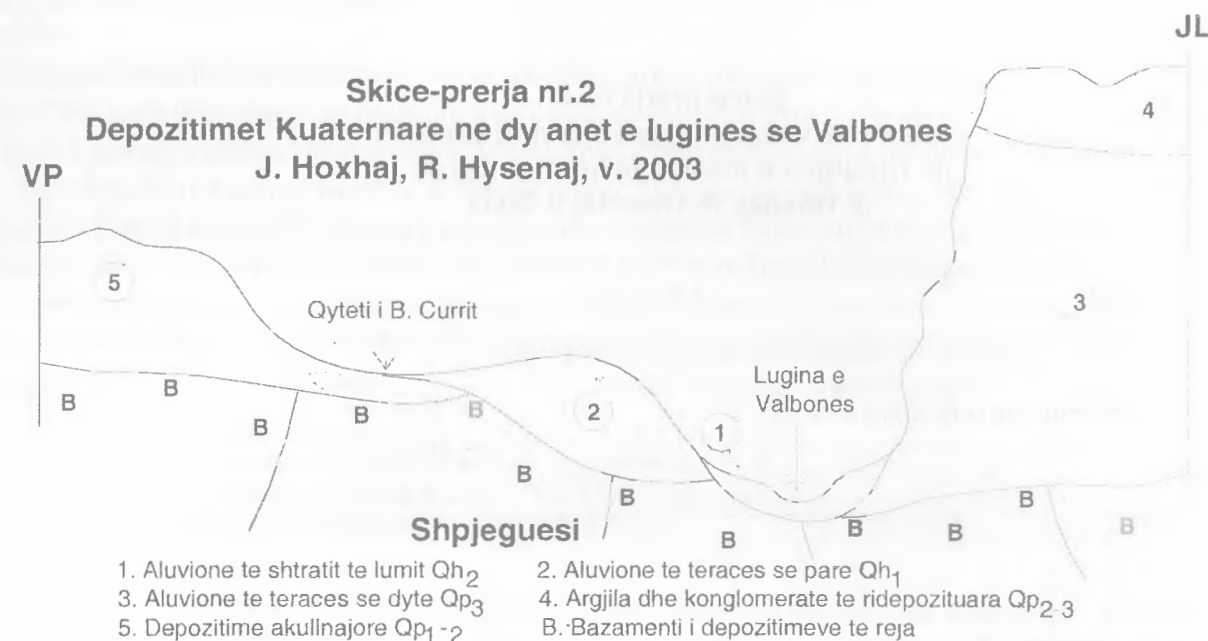 JL
Skice-prerja nr.2
Depozitimet Kuaternare ne dy anet e lugines se Valbones
J. Hoxhaj, R. Hysenaj, v. 2003
VP
4
5
3
Qyteti i B. Currit
Lugina e
Valbones
2
1
B B B B B B B B B B B B
Shpjeguesi
1. Aluvione te shtratit te lumit Qh2
2. Aluvione te teraces se pare Qh1
3. Aluvione te teraces se dyte Qp3
4. Argjila dhe konglomerate te ridepozituara Qp2-3
5. Depozitime akullnajore Qp1-2
B. Bazamenti i depozitimeve te reja